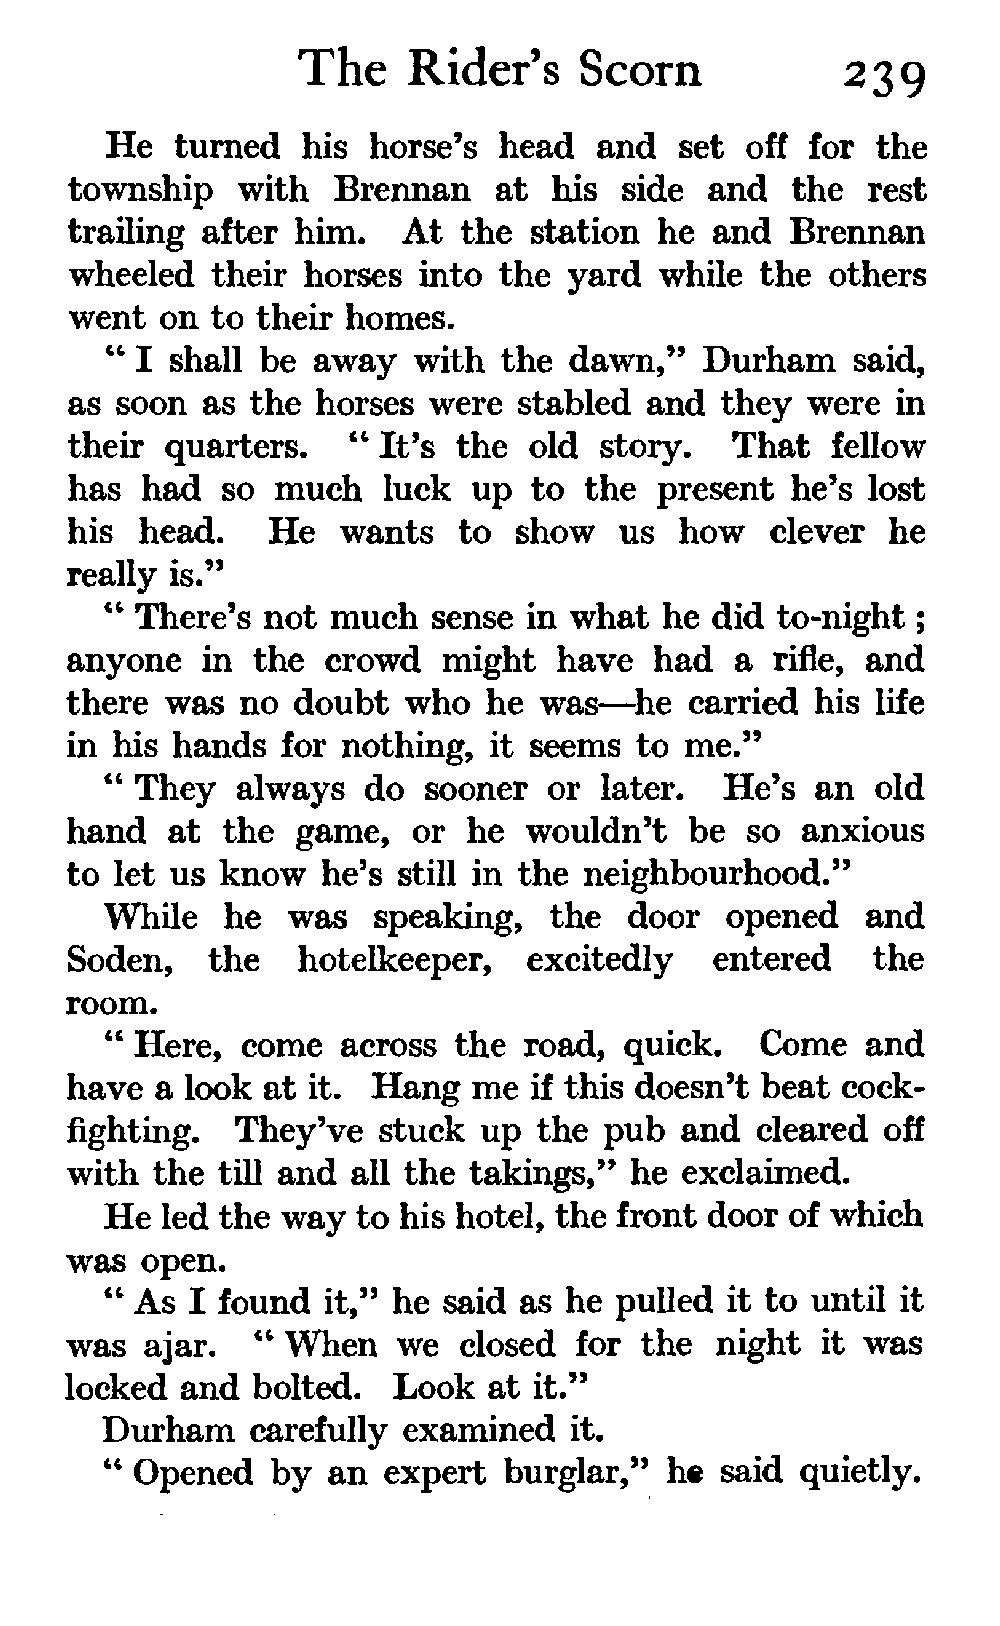 The Rider's Scorn 239
He turned his horse's head and set off for the
township with Brennan at his side and the rest
trailing after him. At the station he and Brennan
wheeled their horses into the yard while the others
went on to their homes.
“ I shall be away with the dawn,” Durham said,
as soon as the horses were stabled and they were in
their quarters. “ It's the old story. That fellow
has had so much luck up to the present he's lost
his head. He wants to show us how clever he
really is.”
“ There's not much sense in what he did to-night ;
anyone in the crowd might have had a rifle, and
there was no doubt who he was—he carried his life
in his hands for nothing, it seems to me.”
“ They always do sooner or later. He's an old
hand at the game, or he wouldn't be so anxious
to let us know he's still in the neighbourhood.”
While he was speaking, the door opened and
Soden, the hotelkeeper, excitedly entered the
room.
“ Here, come across the road, quick. Come and
have a look at it. Hang me if this doesn't beat cock-
fighting. They've stuck up the pub and cleared off
with the till and all the takings,” he exclaimed.
He led the way to his hotel, the front door of which
was open.
“ As I found it,” he said as he pulled it to until it
was ajar. “ When we closed for the night it was
locked and bolted. Look at it.”
Durham carefully examined it.
“ Opened by an expert burglar,” he said quietly.